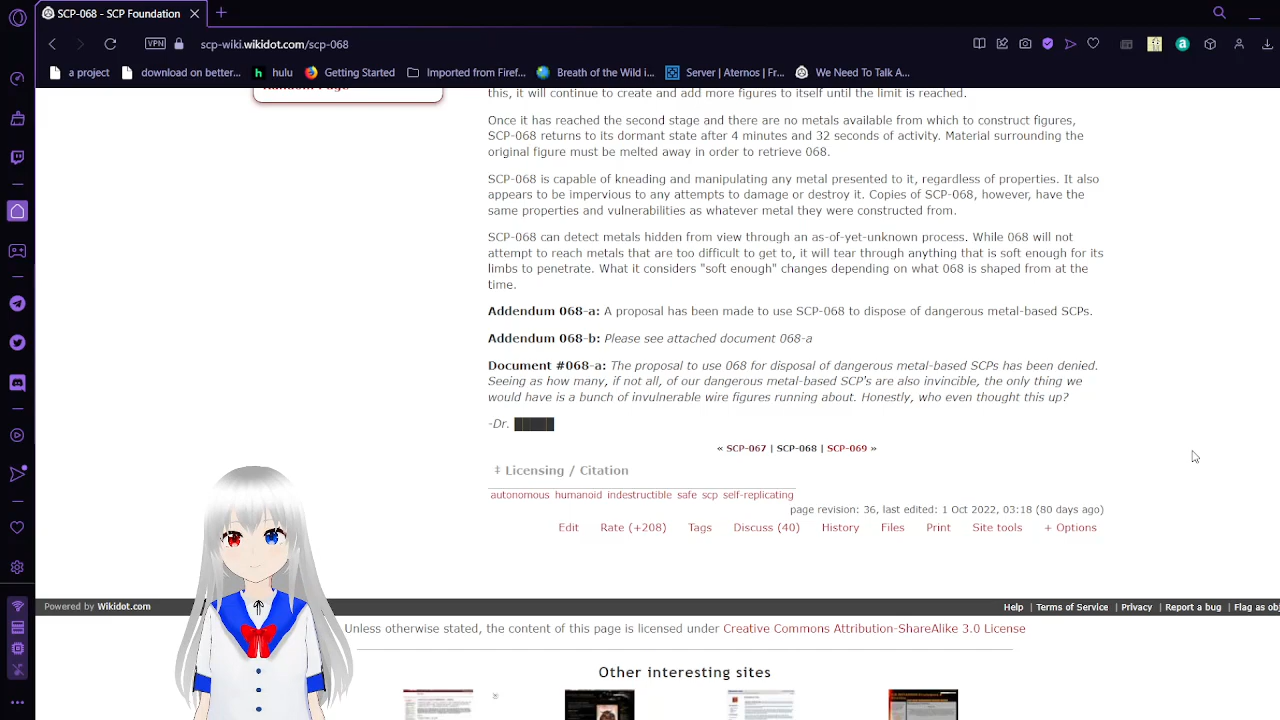 SCP-068 - SCP Foundation
VPN
scp-wiki.wikidot.com/scp-068
a project
download on better...
hulu
Getting Started
Imported from Firef...
Breath of the Wild i...
Server | Aternos | Fr...
We Need To Talk A...
this, it will continue to create and add more figures to itself until the limit is reached.
Once it has reached the second stage and there are no metals available from which to construct figures,
SCP-068 returns to its dormant state after 4 minutes and 32 seconds of activity. Material surrounding the
original figure must be melted away in order to retrieve 068.
SCP-068 is capable of kneading and manipulating any metal presented to it, regardless of properties. It also
appears to be impervious to any attempts to damage or destroy it. Copies of SCP-068, however, have the
same properties and vulnerabilities as whatever metal they were constructed from.
SCP-068 can detect metals hidden from view through an as-of-yet-unknown process. While 068 will not
attempt to reach metals that are too difficult to get to, it will tear through anything that is soft enough for its
limbs to penetrate. What it considers "soft enough" changes depending on what 068 is shaped from at the
time.
Addendum 068-a: A proposal has been made to use SCP-068 to dispose of dangerous metal-based SCPs.
Addendum 068-b: Please see attached document 068-a
Document #068-a: The proposal to use 068 for disposal of dangerous metal-based SCPs has been denied.
Seeing as how many, if not all, of our dangerous metal-based SCP's are also invincible, the only thing we
would have is a bunch of invulnerable wire figures running about. Honestly, who even thought this up?
-Dr. █████
« SCP-067 | SCP-068 | SCP-069 »
‡ Licensing / Citation
autonomous humanoid indestructible safe scp self-replicating
page revision: 36, last edited: 1 Oct 2022, 03:18 (80 days ago)
Edit Rate (+208) Tags Discuss (40) History Files Print Site tools + Options
Powered by Wikidot.com
Help | Terms of Service | Privacy | Report a bug | Flag as obj
Unless otherwise stated, the content of this page is licensed under Creative Commons Attribution-ShareAlike 3.0 License
Other interesting sites